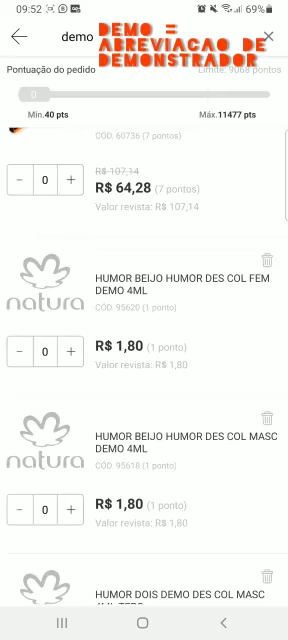 09:52
69%
demo
DEMO =
ABREVIACAO DE
DEMONSTRADOR
Pontuação do pedido
Limite: 9068 pontos
0
Mín.40 pts
Máx.11477 pts
CÓD. 60736 (7 pontos)
R$ 107,14
− 0 +
R$ 64,28 (7 pontos)
Valor revista: R$ 107,14
natura
HUMOR BEIJO HUMOR DES COL FEM
DEMO 4ML
CÓD. 95620 (1 ponto)
− 0 +
R$ 1,80 (1 ponto)
Valor revista: R$ 1,80
natura
HUMOR BEIJO HUMOR DES COL MASC
DEMO 4ML
CÓD. 95618 (1 ponto)
− 0 +
R$ 1,80 (1 ponto)
Valor revista: R$ 1,80
HUMOR DOIS DEMO DES COL MASC